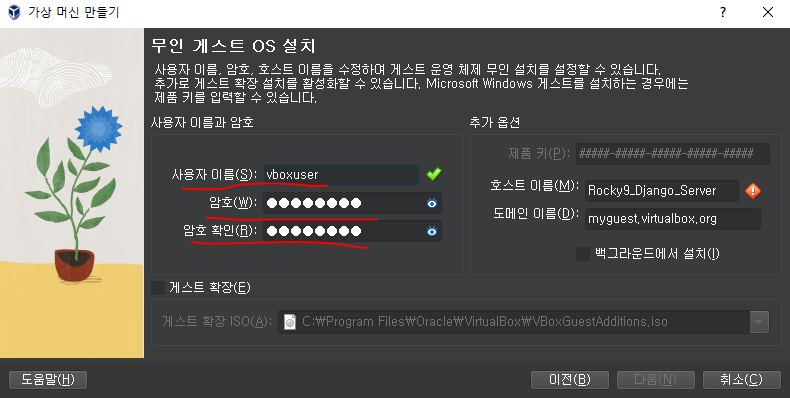 가상 머신 만들기
무인 게스트 OS 설치
사용자 이름, 암호, 호스트 이름을 수정하며 게스트 운영 체제 무인 설치를 설정할 수 있습니다.
추가로 게스트 확장 설치를 활성화할 수 있습니다. Microsoft Windows 게스트를 설치하는 경우에는
제품 키를 입력할 수 있습니다.
사용자 이름과 암호
사용자 이름(S): vboxuser
암호(W): ●●●●●●●●
암호 확인(R): ●●●●●●●●
추가 옵션
제품 키(P): #####-#####-#####-#####-#####
호스트 이름(M): Rocky9_Django_Server
도메인 이름(D): myguest.virtualbox.org
백그라운드에서 설치(I)
게스트 확장(E)
게스트 확장 ISO(A): C:₩Program Files₩Oracle₩VirtualBox₩VBoxGuestAdditions.iso
도움말(H) 이전(B) 다음(N) 취소(C)